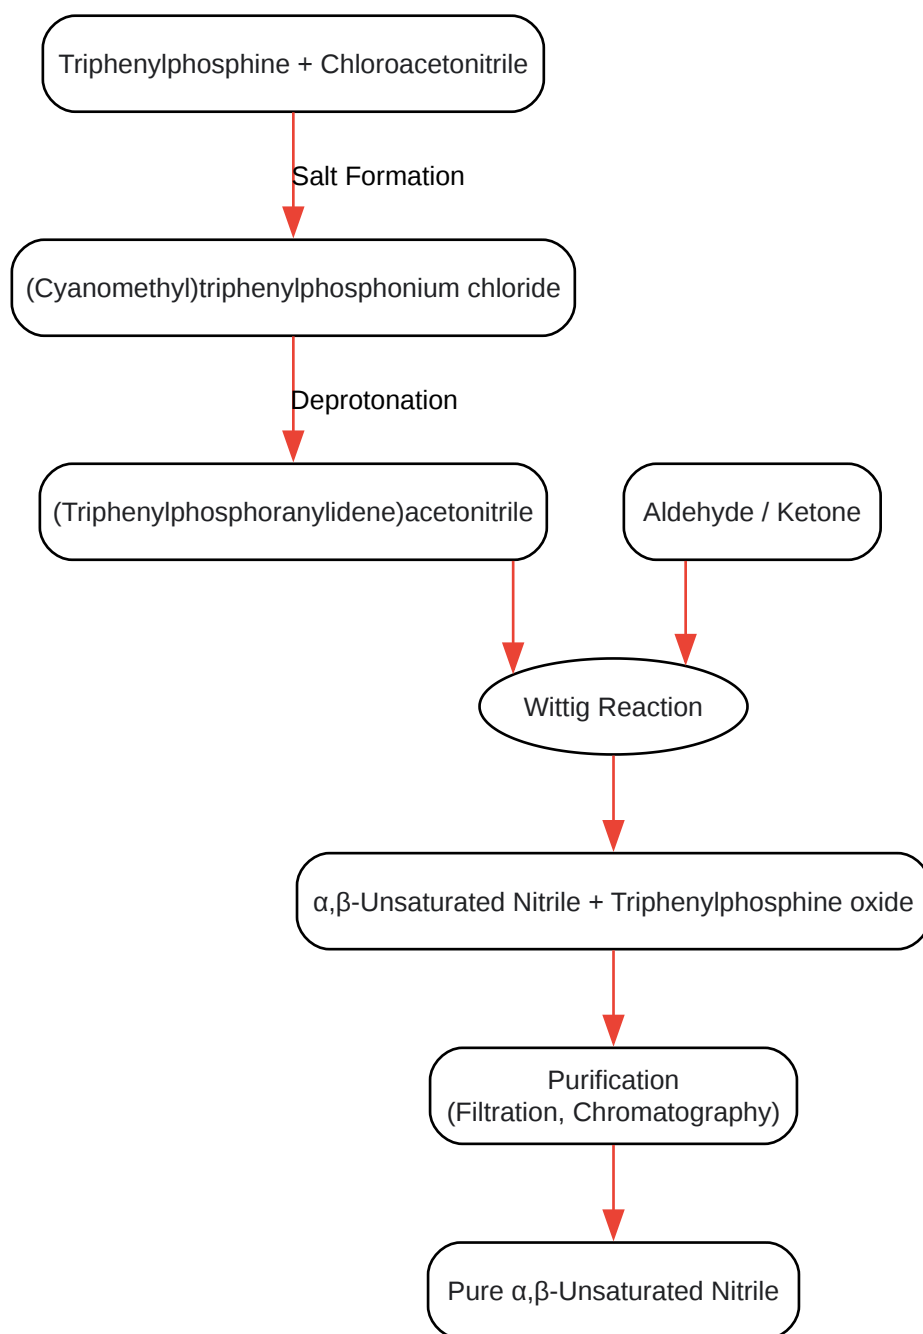 Triphenylphosphine + Chloroacetonitrile
Salt Formation
(Cyanomethyl)triphenylphosphonium chloride
Deprotonation
(Triphenylphosphoranylidene)acetonitrile
Aldehyde / Ketone
Wittig Reaction
α,β-Unsaturated Nitrile + Triphenylphosphine oxide
Purification
(Filtration, Chromatography)
Pure α,β-Unsaturated Nitrile